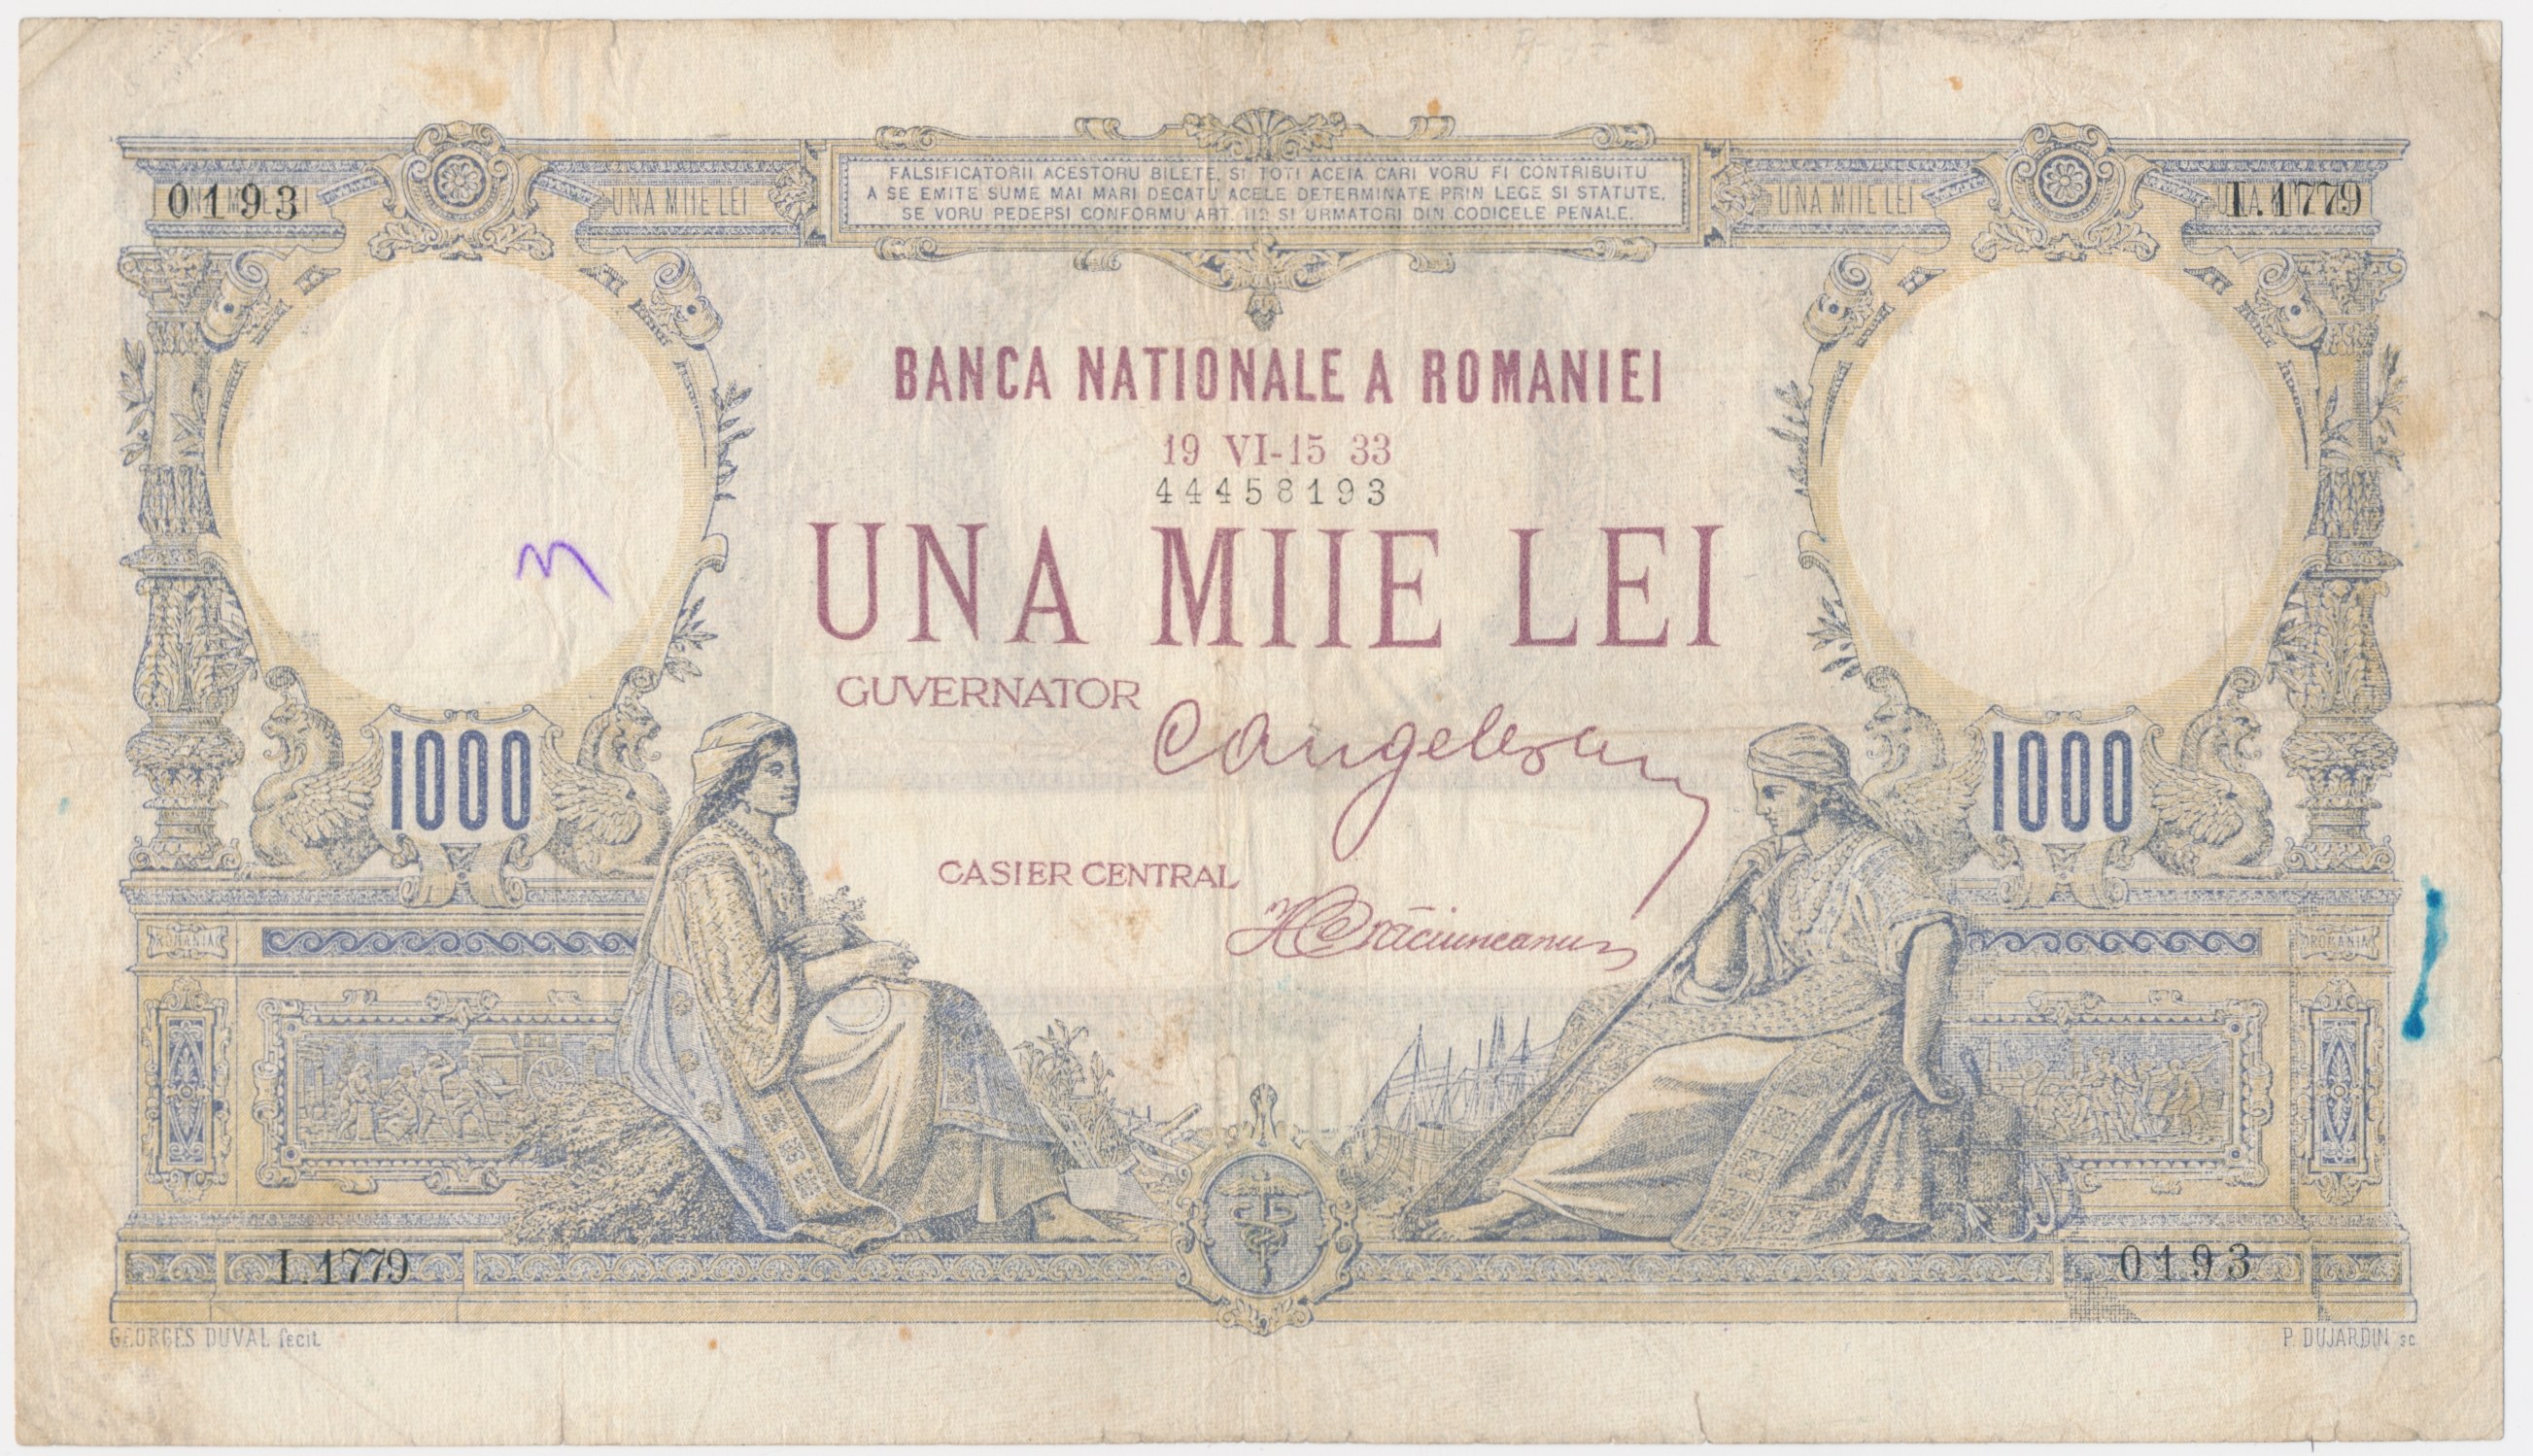 FALSIFICATORII ACESTORU BILETE, SI TOTI ACEIA CARI VORU FI CONTRIBUITU
A SE EMITE SUME MAI MARI DECATU ACELE DETERMINATE PRIN LEGE SI STATUTE,
SE VORU PEDEPSI CONFORMU ART. 112 SI URMATORI DIN CODICELE PENALE.
0193
UNA MIIE LEI
UNA MIIE LEI
I.1779
BANCA NATIONALE A ROMANIEI
19 VI-15 33
44458193
UNA MIIE LEI
GUVERNATOR
C Angelescu
1000
1000
CASIER CENTRAL
Crăciuneanu
ROMANIA
ROMANIA
I.1779
0193
GEORGES DUVAL fecit
P. DUJARDIN sc